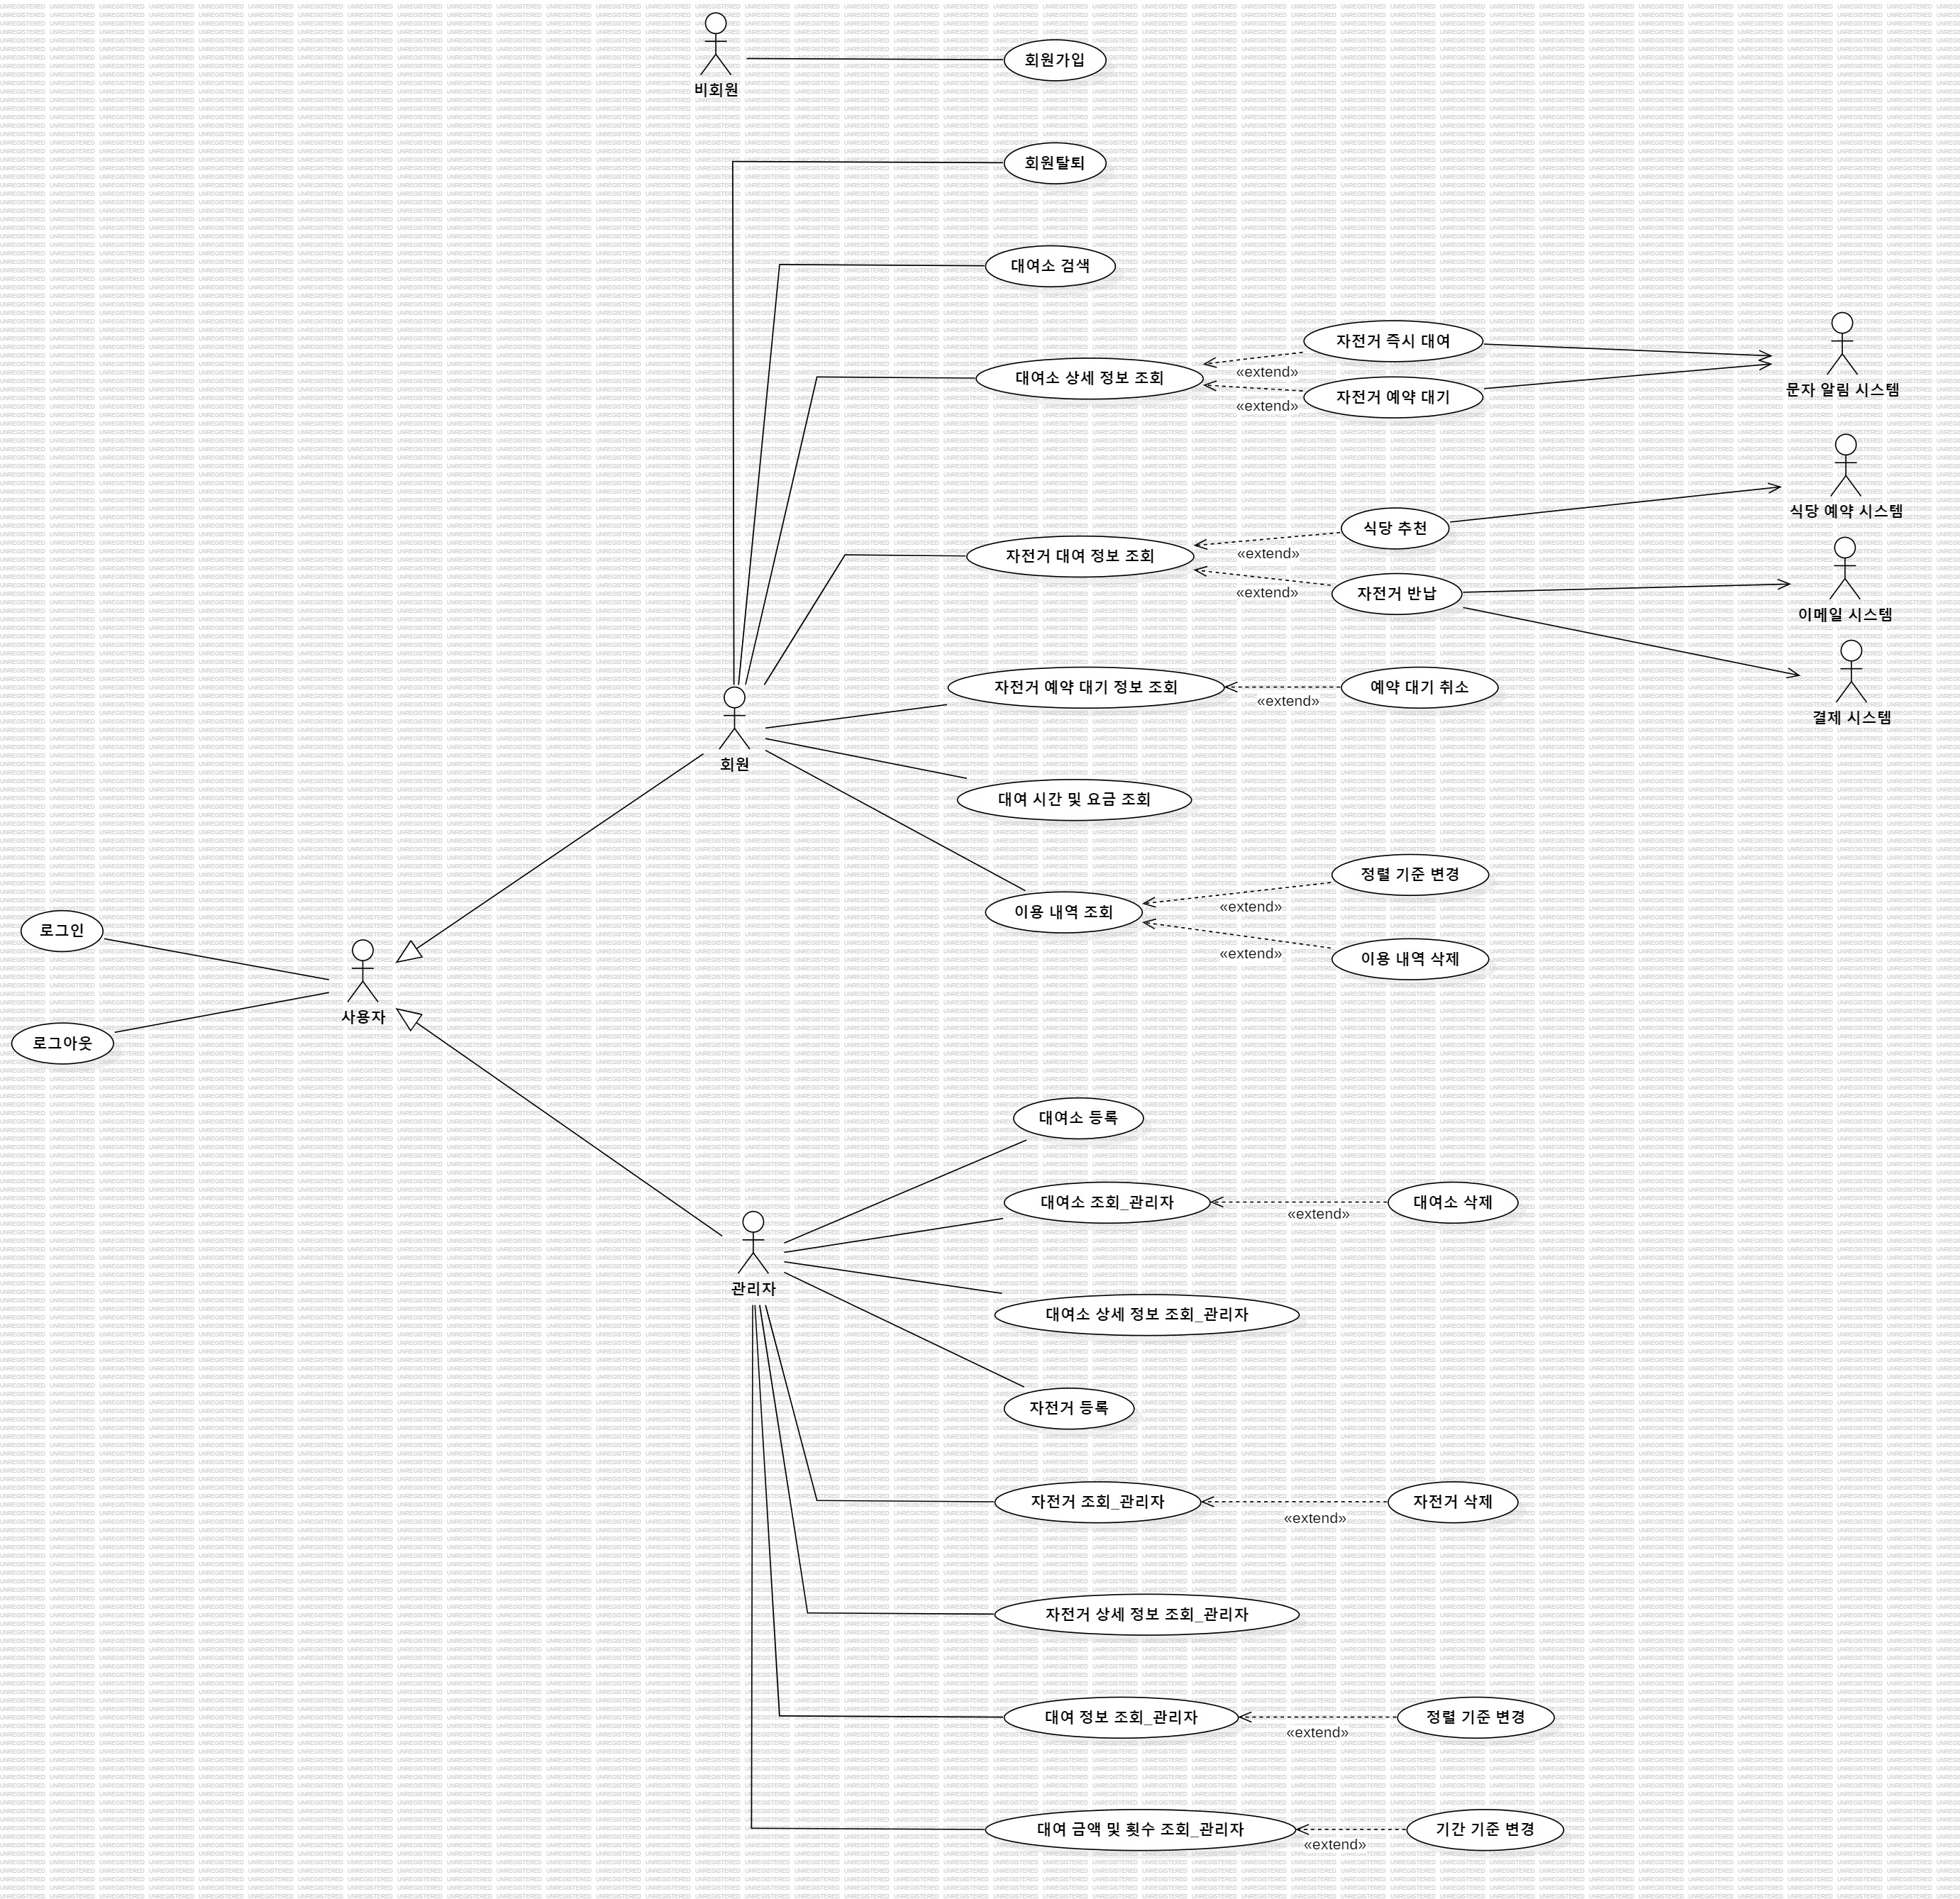 비회원
회원가입
회원탈퇴
대여소 검색
대여소 상세 정보 조회
자전거 즉시 대여
«extend»
자전거 예약 대기
«extend»
문자 알림 시스템
식당 예약 시스템
식당 추천
«extend»
자전거 대여 정보 조회
자전거 반납
«extend»
이메일 시스템
결제 시스템
자전거 예약 대기 정보 조회
예약 대기 취소
«extend»
회원
대여 시간 및 요금 조회
정렬 기준 변경
«extend»
이용 내역 조회
«extend»
이용 내역 삭제
로그인
사용자
로그아웃
대여소 등록
대여소 조회_관리자
대여소 삭제
«extend»
관리자
대여소 상세 정보 조회_관리자
자전거 등록
자전거 조회_관리자
자전거 삭제
«extend»
자전거 상세 정보 조회_관리자
대여 정보 조회_관리자
정렬 기준 변경
«extend»
대여 금액 및 횟수 조회_관리자
기간 기준 변경
«extend»
UNREGISTERED